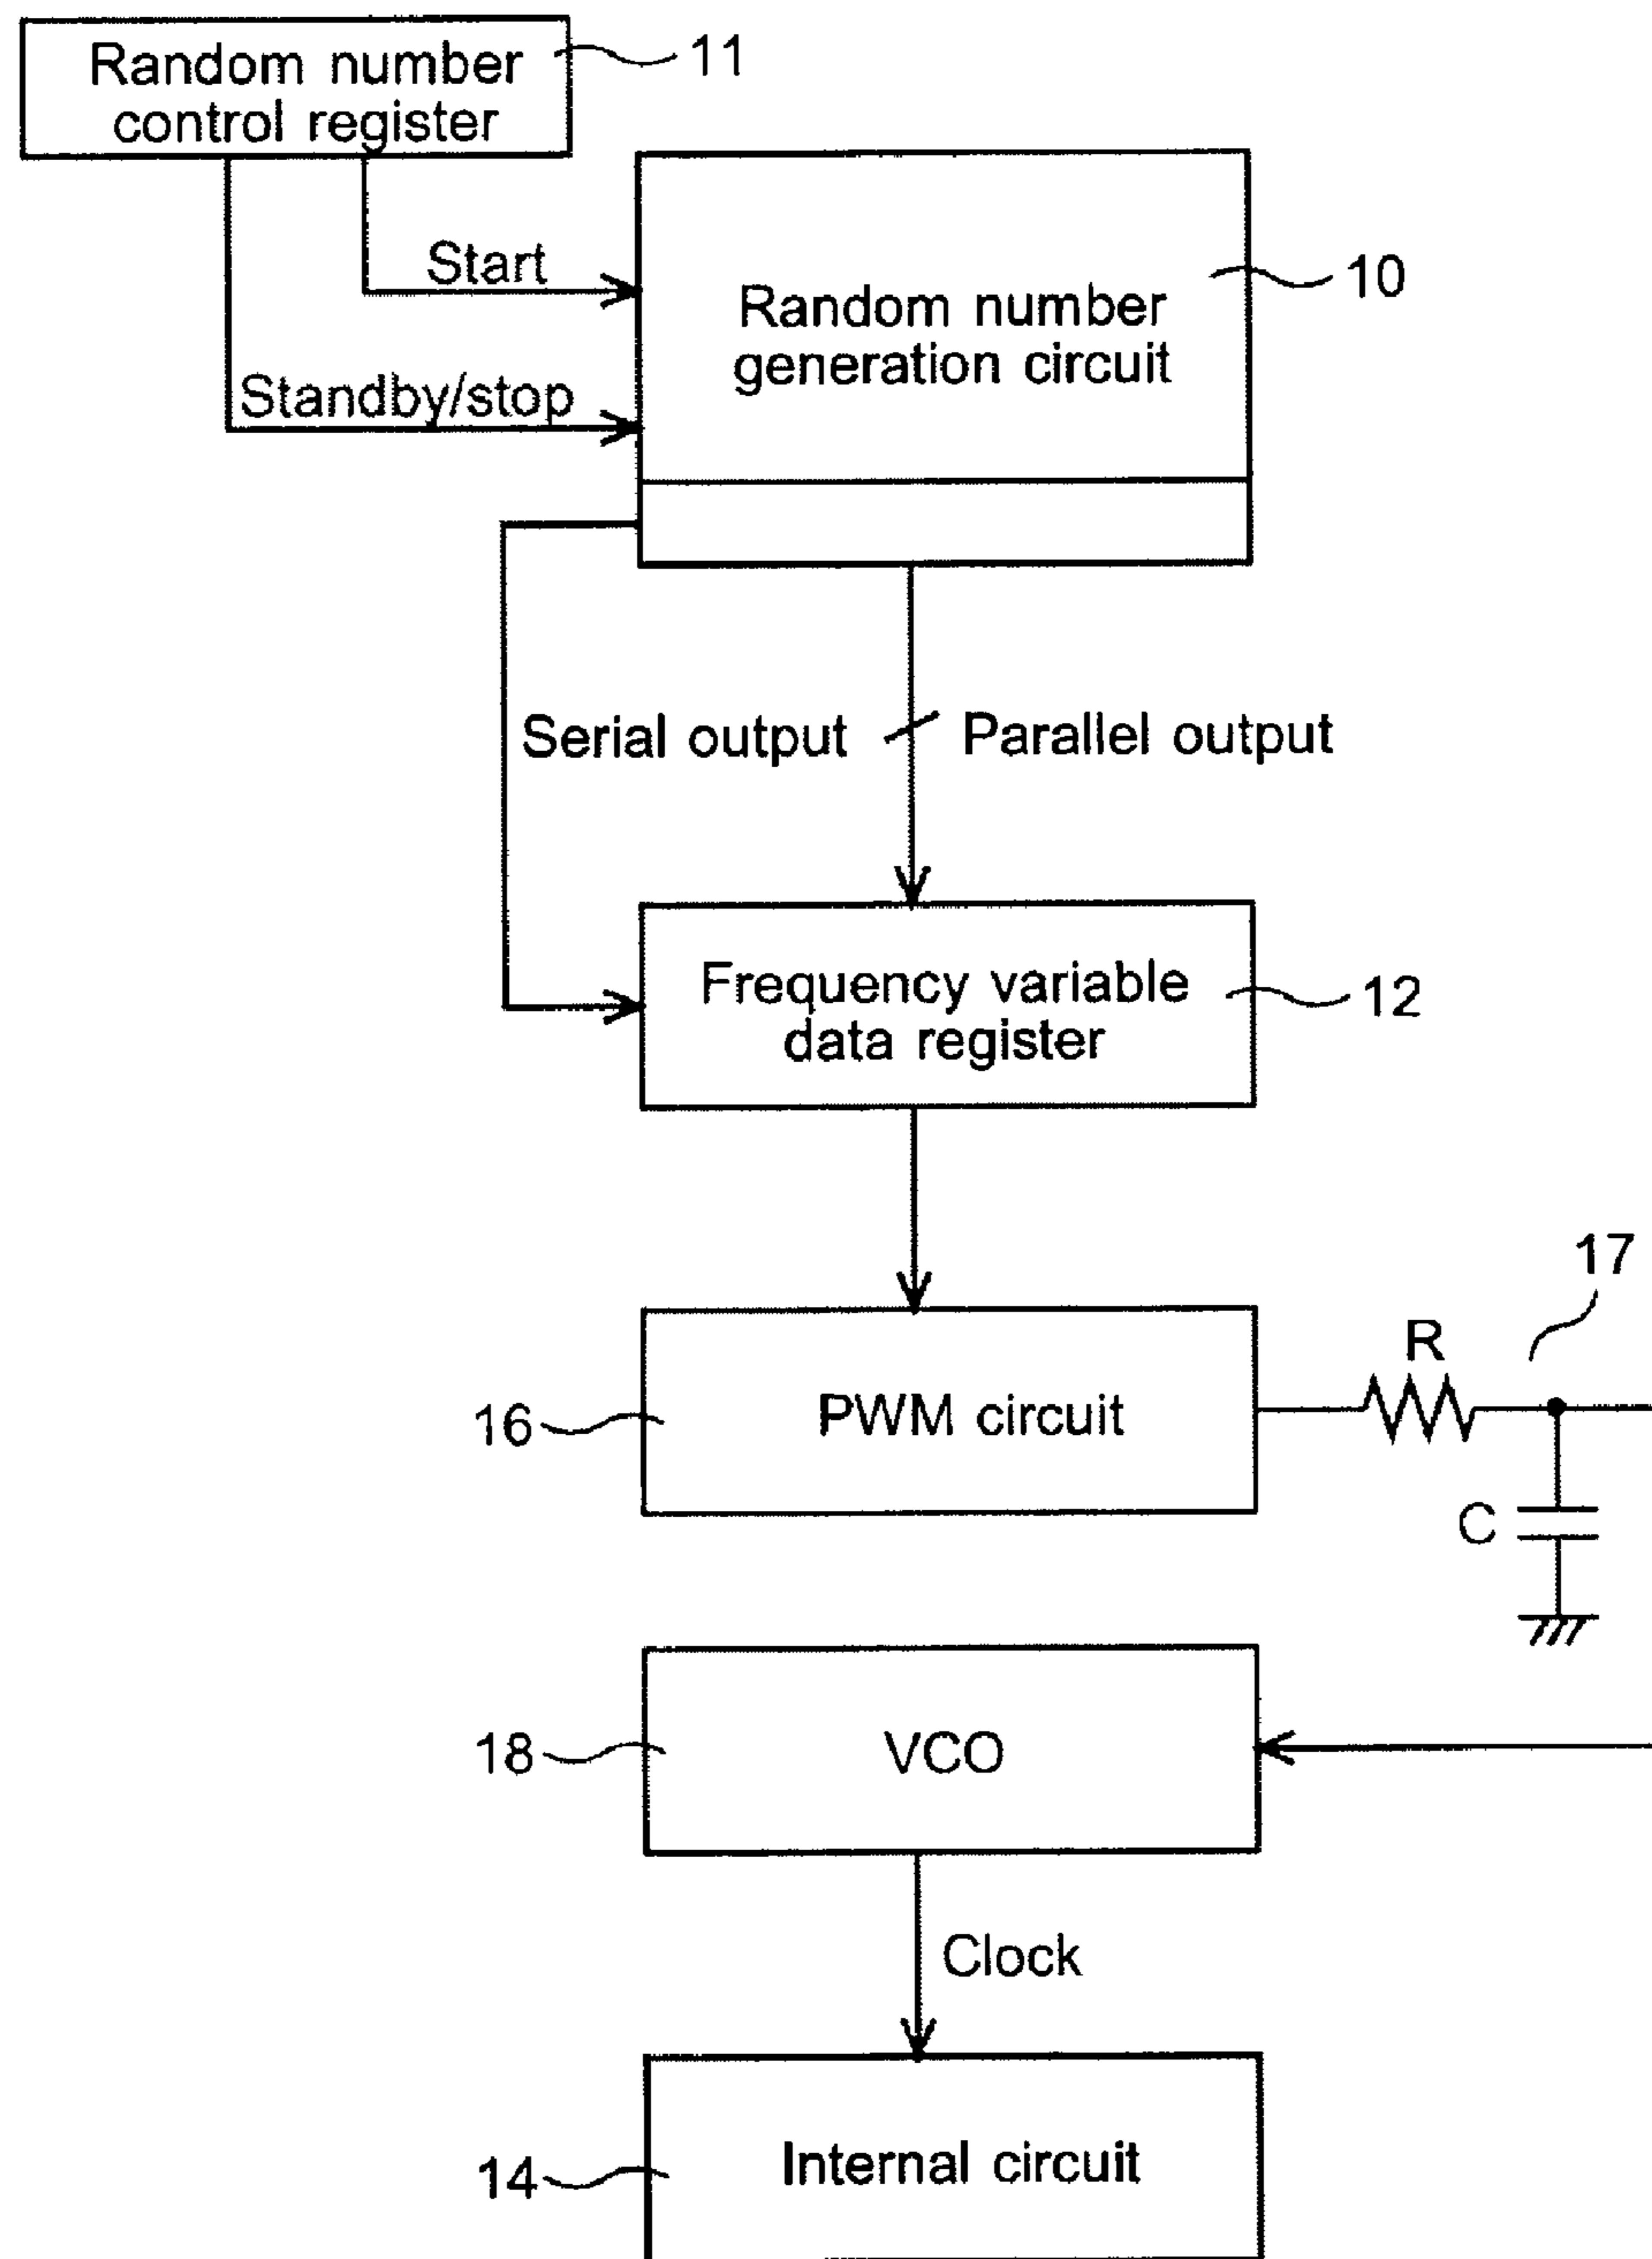 Random number
control register
11
Start
Standby/stop
Random number
generation circuit
10
Serial output
Parallel output
Frequency variable
data register
12
17
R
16
PWM circuit
C
18
VCO
Clock
14
Internal circuit